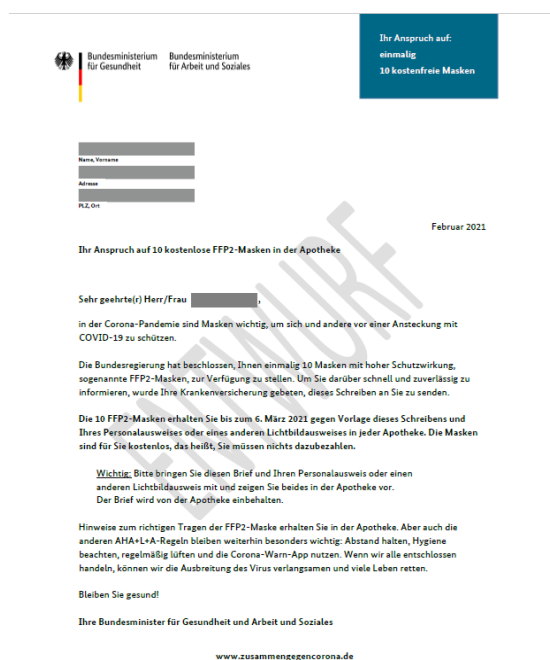 Bundesministerium
für Gesundheit
Bundesministerium
für Arbeit und Soziales
Ihr Anspruch auf:
einmalig
10 kostenfreie Masken
Name, Vorname
Adresse
PLZ, Ort
Februar 2021
Ihr Anspruch auf 10 kostenlose FFP2-Masken in der Apotheke
Sehr geehrte(r) Herr/Frau ,
in der Corona-Pandemie sind Masken wichtig, um sich und andere vor einer Ansteckung mit
COVID-19 zu schützen.
Die Bundesregierung hat beschlossen, Ihnen einmalig 10 Masken mit hoher Schutzwirkung,
sogenannte FFP2-Masken, zur Verfügung zu stellen. Um Sie darüber schnell und zuverlässig zu
informieren, wurde Ihre Krankenversicherung gebeten, dieses Schreiben an Sie zu senden.
Die 10 FFP2-Masken erhalten Sie bis zum 6. März 2021 gegen Vorlage dieses Schreibens und
Ihres Personalausweises oder eines anderen Lichtbildausweises in jeder Apotheke. Die Masken
sind für Sie kostenlos, das heißt, Sie müssen nichts dazubezahlen.
Wichtig: Bitte bringen Sie diesen Brief und Ihren Personalausweis oder einen
anderen Lichtbildausweis mit und zeigen Sie beides in der Apotheke vor.
Der Brief wird von der Apotheke einbehalten.
Hinweise zum richtigen Tragen der FFP2-Maske erhalten Sie in der Apotheke. Aber auch die
anderen AHA+L+A-Regeln bleiben weiterhin besonders wichtig: Abstand halten, Hygiene
beachten, regelmäßig lüften und die Corona-Warn-App nutzen. Wenn wir alle entschlossen
handeln, können wir die Ausbreitung des Virus verlangsamen und viele Leben retten.
Bleiben Sie gesund!
Ihre Bundesminister für Gesundheit und Arbeit und Soziales
www.zusammengegencorona.de
ENTWURF